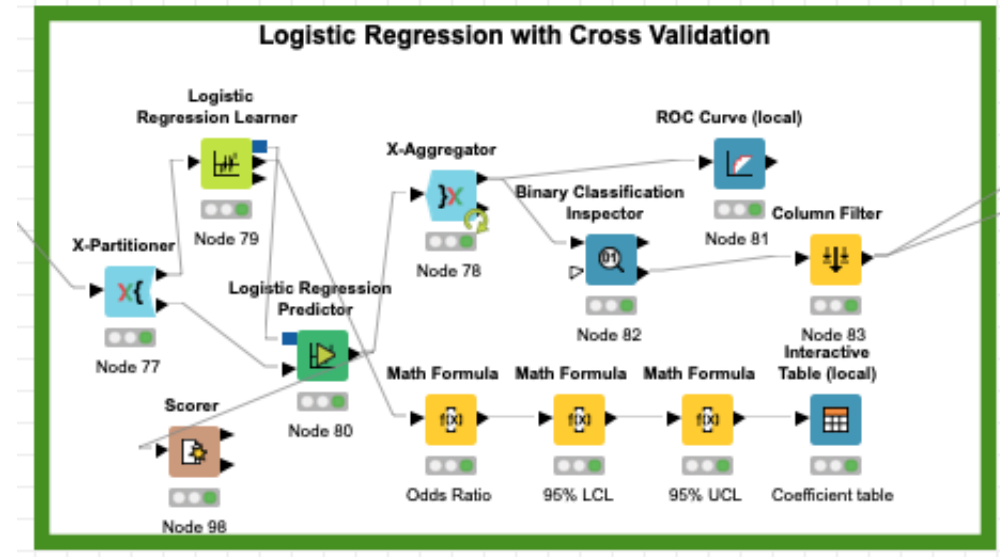 Logistic Regression with Cross Validation
Logistic
Regression Learner
Node 79
X-Partitioner
Node 77
X-Aggregator
Node 78
ROC Curve (local)
Node 81
Binary Classification
Inspector
Node 82
Column Filter
Node 83
Logistic Regression
Predictor
Node 80
Scorer
Node 98
Math Formula
f(x)
Odds Ratio
Math Formula
f(x)
95% LCL
Math Formula
f(x)
95% UCL
Interactive
Table (local)
Coefficient table